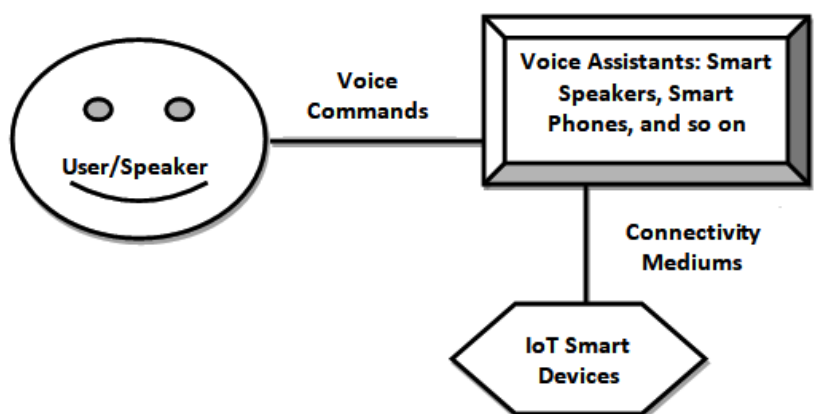 Voice
Commands
User/Speaker
Voice Assistants: Smart
Speakers, Smart
Phones, and so on
Connectivity
Mediums
IoT Smart
Devices